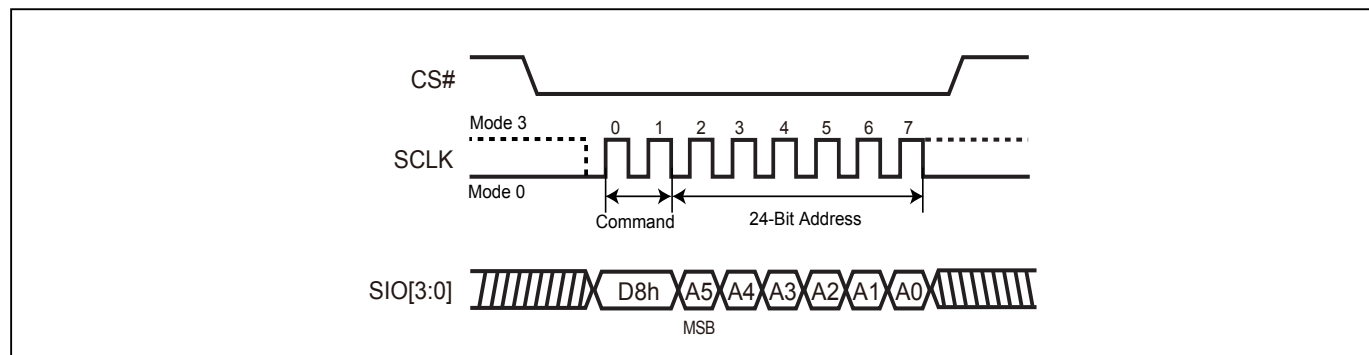 CS#
Mode 3
0 1 2 3 4 5 6 7
SCLK
Mode 0
Command
24-Bit Address
SIO[3:0]
D8h A5 A4 A3 A2 A1 A0
MSB